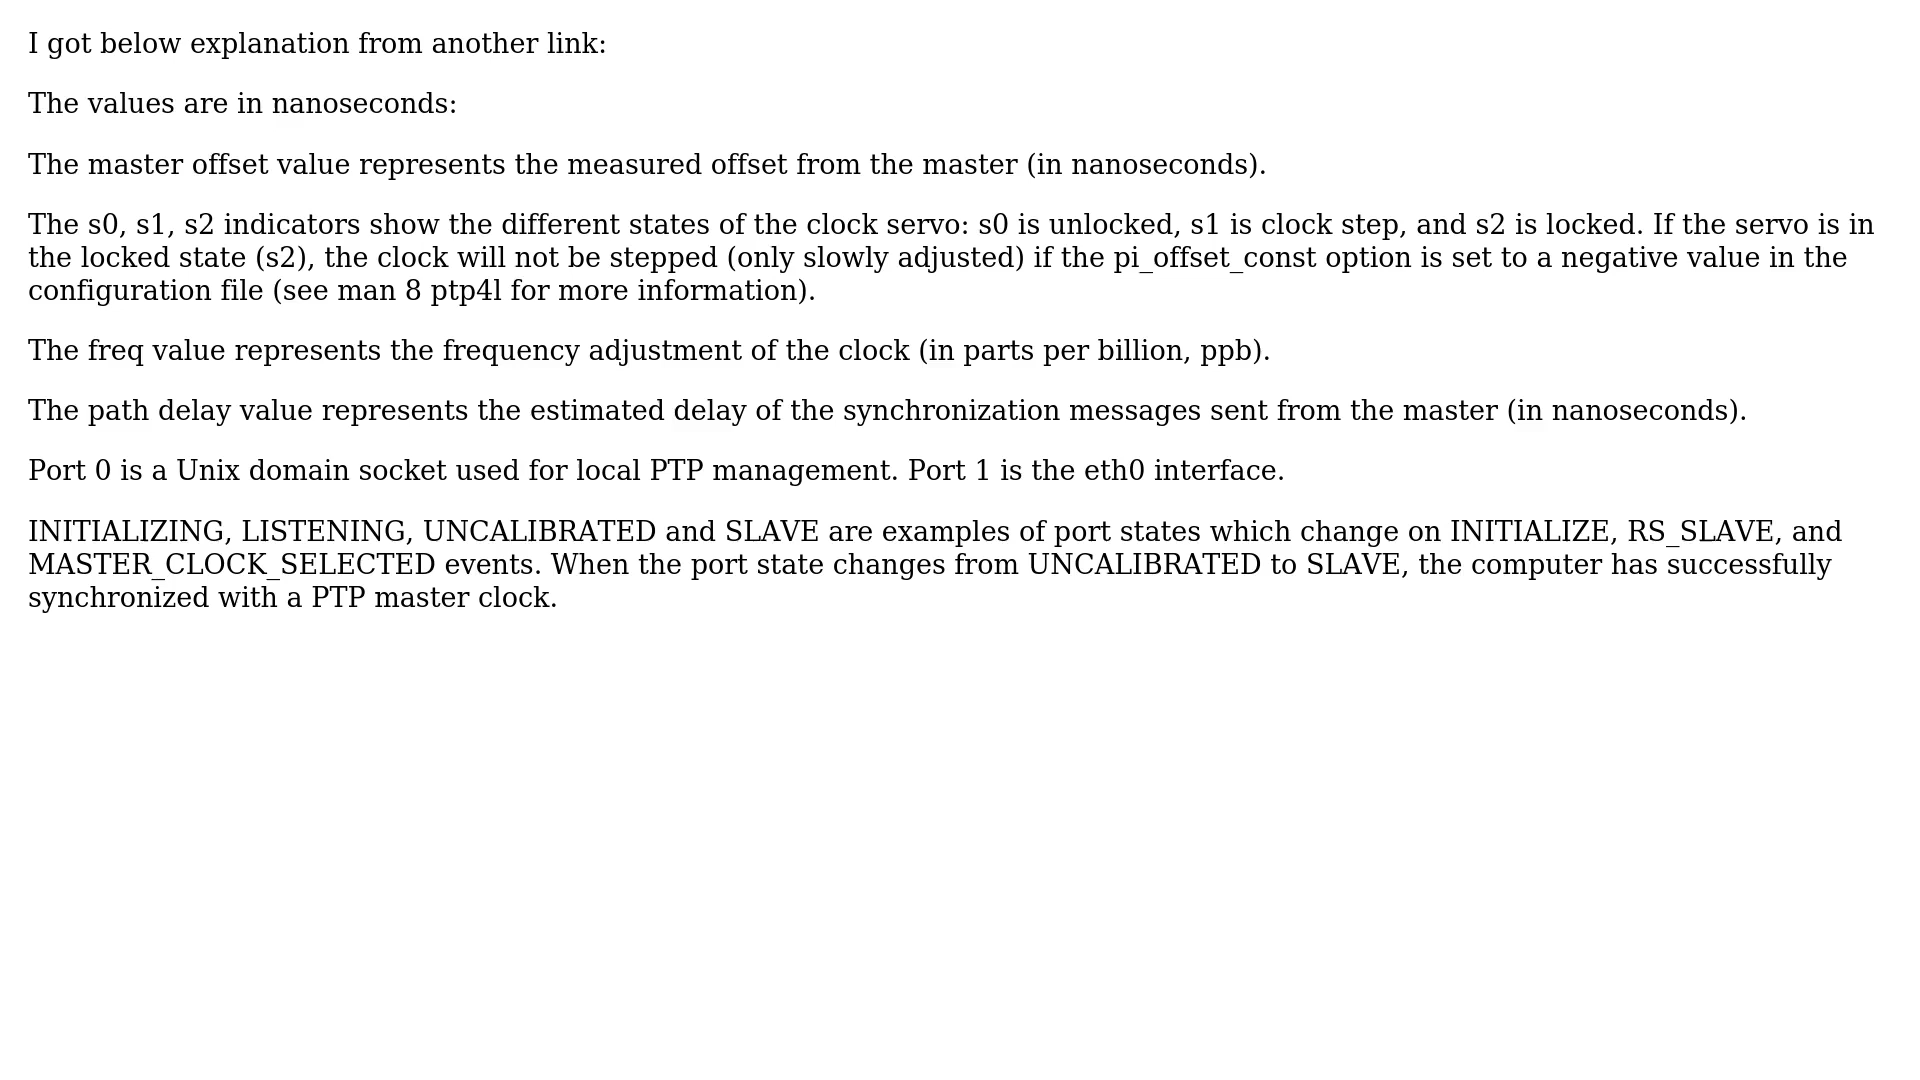 I got below explanation from another link:
The values are in nanoseconds:
The master offset value represents the measured offset from the master (in nanoseconds).
The s0, s1, s2 indicators show the different states of the clock servo: s0 is unlocked, s1 is clock step, and s2 is locked. If the servo is in
the locked state (s2), the clock will not be stepped (only slowly adjusted) if the pi_offset_const option is set to a negative value in the
configuration file (see man 8 ptp4l for more information).
The freq value represents the frequency adjustment of the clock (in parts per billion, ppb).
The path delay value represents the estimated delay of the synchronization messages sent from the master (in nanoseconds).
Port 0 is a Unix domain socket used for local PTP management. Port 1 is the eth0 interface.
INITIALIZING, LISTENING, UNCALIBRATED and SLAVE are examples of port states which change on INITIALIZE, RS_SLAVE, and
MASTER_CLOCK_SELECTED events. When the port state changes from UNCALIBRATED to SLAVE, the computer has successfully
synchronized with a PTP master clock.